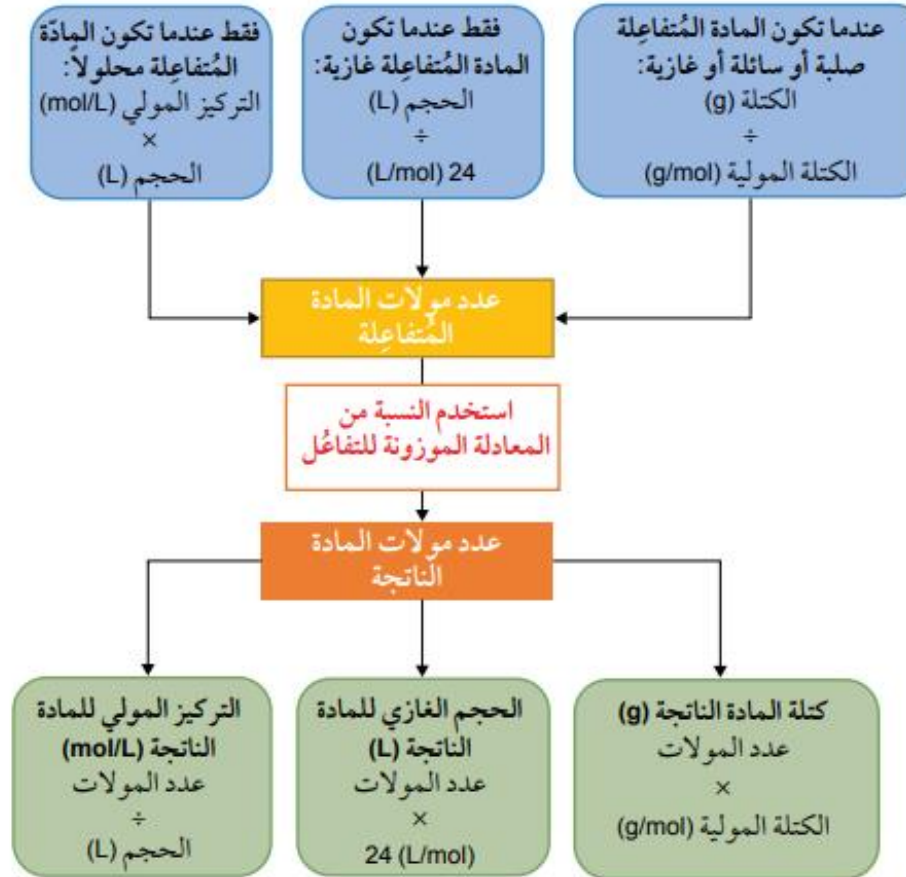 عندما تكون المادة المُتفاعِلة
صلبة أو سائلة أو غازية:
الكتلة (g)
÷
الكتلة المولية (g/mol)
فقط عندما تكون
المادة المُتفاعِلة غازية:
الحجم (L)
÷
24 (L/mol)
فقط عندما تكون المادّة
المُتفاعِلة محلولاً:
التركيز المولي (mol/L)
×
الحجم (L)
عدد مولات المادة
المُتفاعِلة
استخدم النسبة من
المعادلة الموزونة للتفاعُل
عدد مولات المادة
الناتجة
كتلة المادة الناتجة (g)
عدد المولات
×
الكتلة المولية (g/mol)
الحجم الغازي للمادة
الناتجة (L)
عدد المولات
×
24 (L/mol)
التركيز المولي للمادة
الناتجة (mol/L)
عدد المولات
÷
الحجم (L)